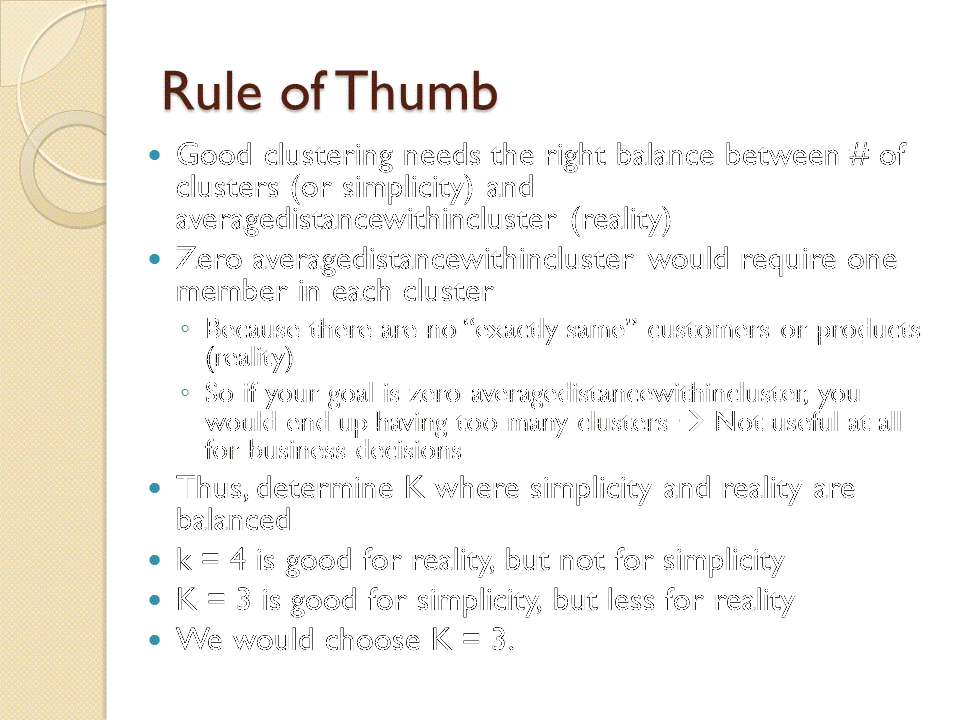 Rule of Thumb
Good clustering needs the right balance between # of
clusters (or simplicity) and
averagedistancewithincluster (reality)
Zero averagedistancewithincluster would require one
member in each cluster
Because there are no “exactly same” customers or products
(reality)
So if your goal is zero averagedistancewithincluster, you
would end up having too many clusters → Not useful at all
for business decisions
Thus, determine K where simplicity and reality are
balanced
k = 4 is good for reality, but not for simplicity
K = 3 is good for simplicity, but less for reality
We would choose K = 3.